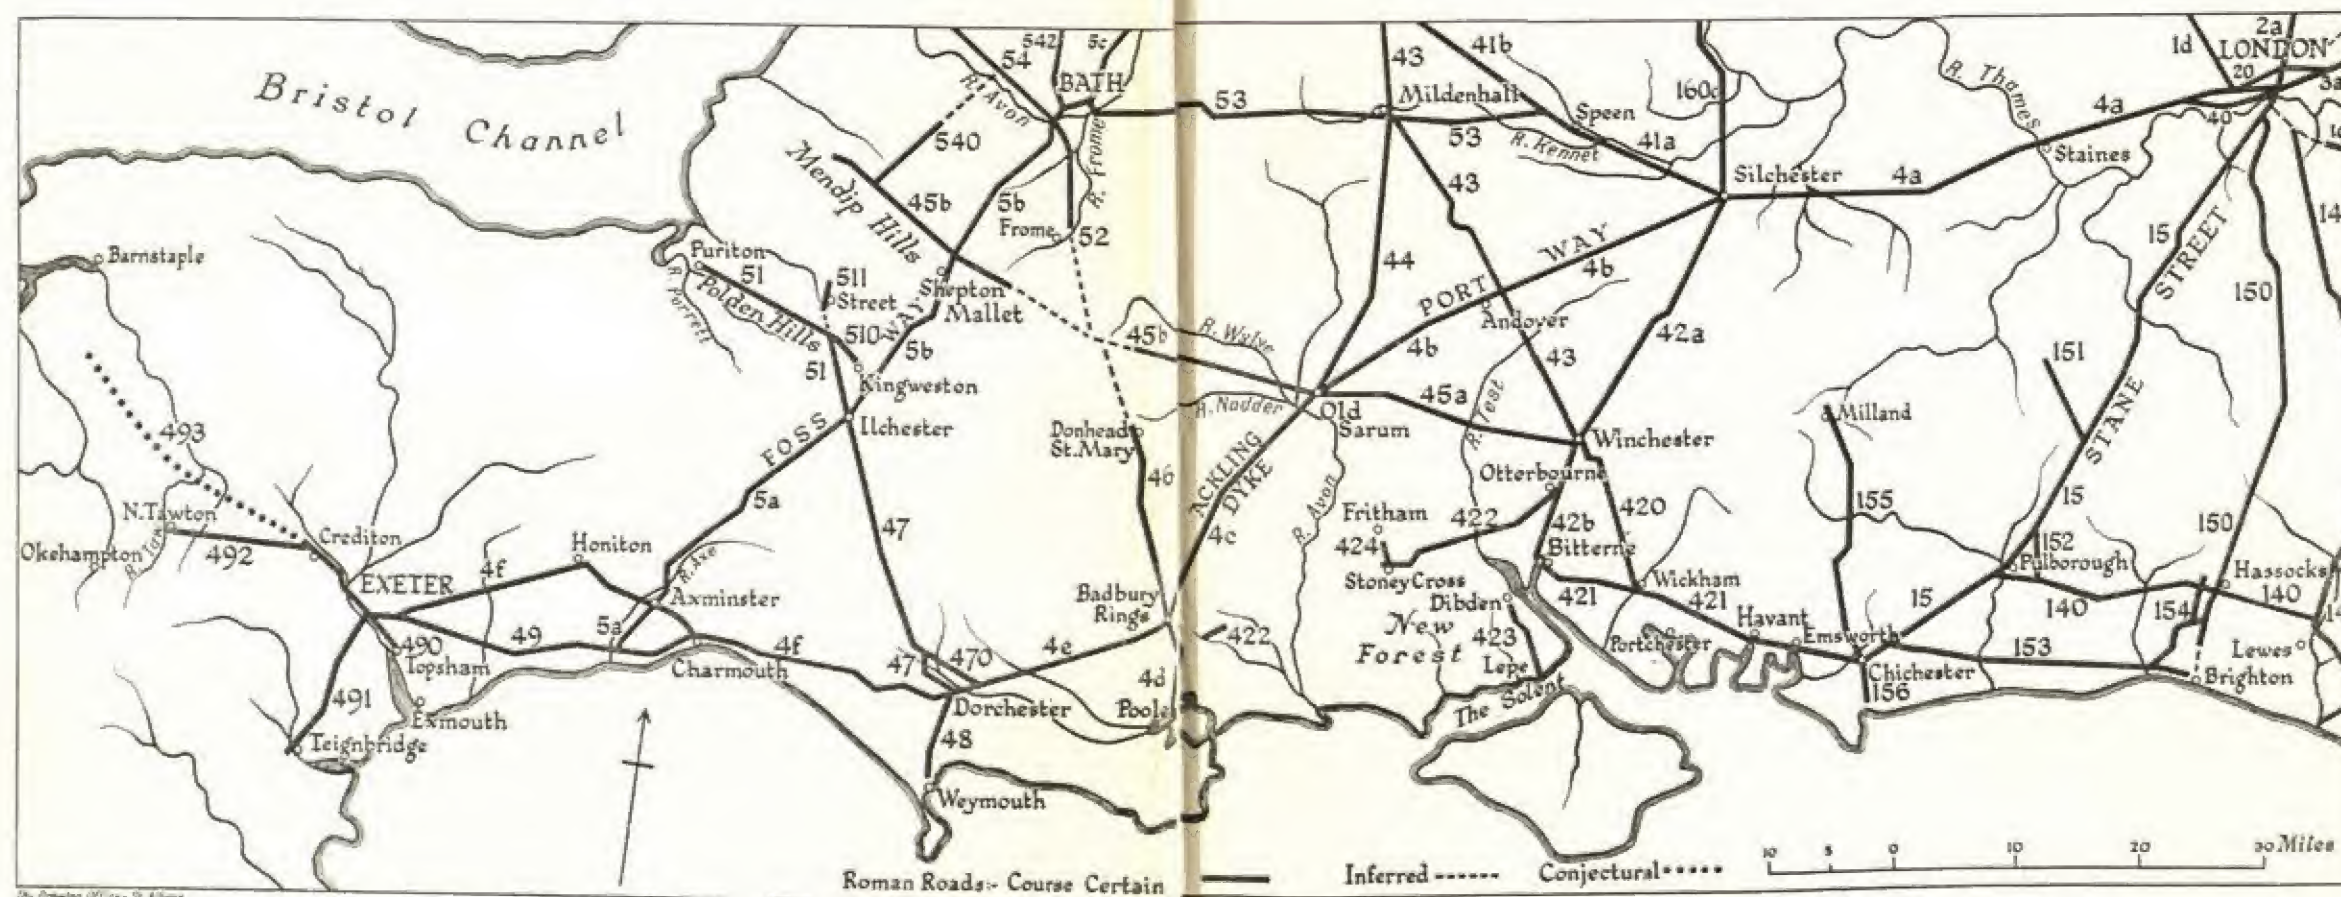 Bristol Channel
BATH
R. Avon
R. Frome
542
5c
54
540
Mendip Hills
45b
5b
Frome
52
Barnstaple
Puriton
51
511
Street
R. Parrett
Polden Hills
510
Shepton
Mallet
51
5b
Kingweston
FOSS WAY
Ilchester
5a
47
493
N. Tawton
R. Taw
Okehampton
492
Crediton
EXETER
4f
Honiton
R. Axe
Axminster
490
Topsham
49
5a
491
Exmouth
Teignbridge
Charmouth
4f
47
470
4e
Dorchester
48
Weymouth
Donhead
St. Mary
46
Badbury
Rings
4d
Poole
53
43
41b
Mildenhall
53
Speen
R. Kennet
41a
160c
Silchester
4a
4a
R. Thames
Staines
1d
2a
LONDON
20
3a
40
14
43
44
PORT WAY
4b
4b
Andover
43
42a
45b
R. Wylye
R. Nadder
Old
Sarum
45a
R. Test
Winchester
ACKLING
DYKE
4c
R. Avon
Otterbourne
Fritham
422
424
Stoney Cross
42b
420
Bitterne
Dibden
New
Forest
423
Lepe
The Solent
422
Wickham
421
421
Portchester
Havant
Emsworth
Chichester
156
Milland
155
151
STANE STREET
15
15
15
150
150
152
Pulborough
140
154
Hassocks
140
153
Lewes
Brighton
Roman Roads:- Course Certain
Inferred
Conjectural
10 5 0 10 20 30 Miles